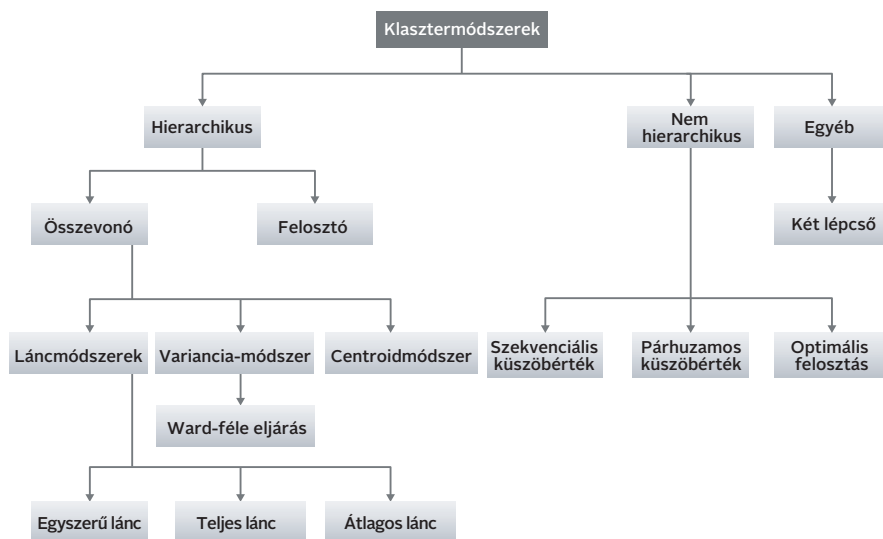 Klasztermódszerek
Hierarchikus
Nem
hierarchikus
Egyéb
Összevonó
Felosztó
Két lépcső
Láncmódszerek
Variancia-módszer
Centroidmódszer
Szekvenciális
küszöbérték
Párhuzamos
küszöbérték
Optimális
felosztás
Ward-féle eljárás
Egyszerű lánc
Teljes lánc
Átlagos lánc